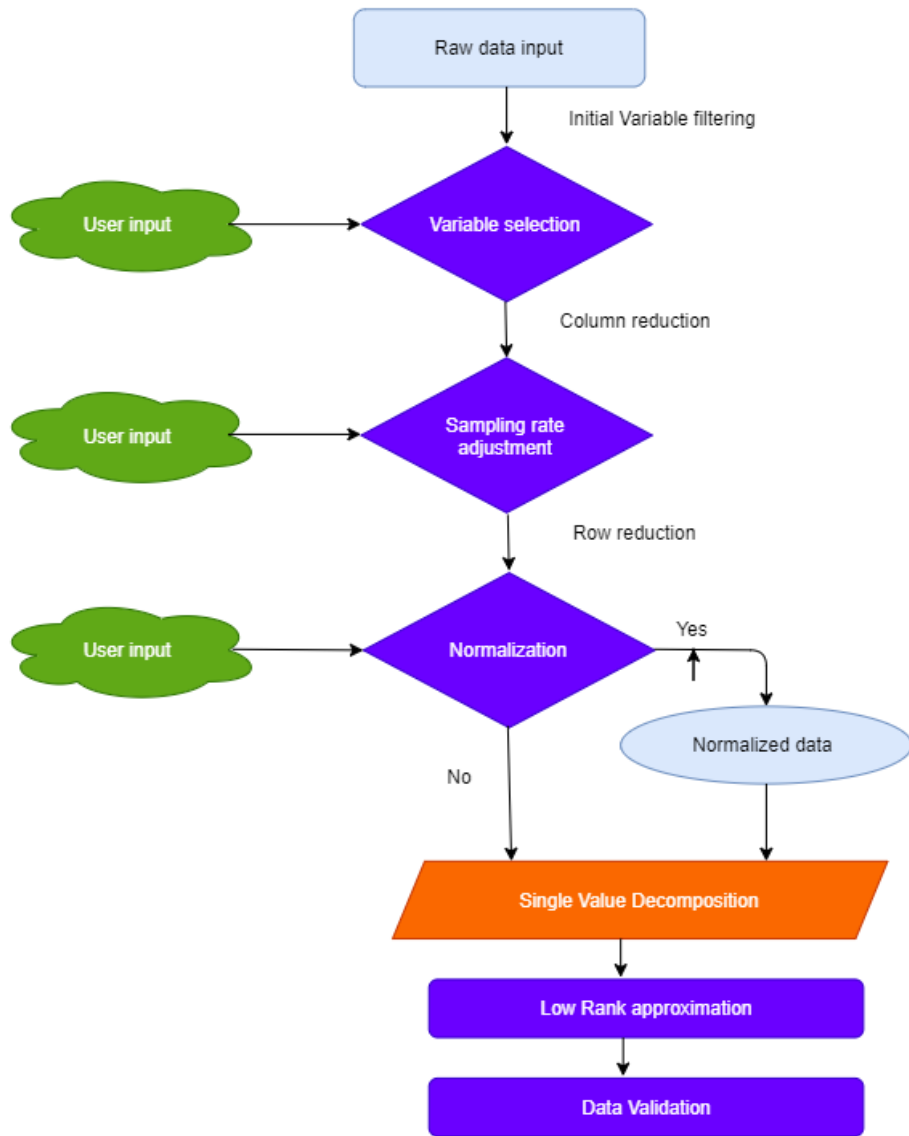 Raw data input
Initial Variable filtering
User input
Variable selection
Column reduction
User input
Sampling rate
adjustment
Row reduction
User input
Normalization
Yes
Normalized data
No
Single Value Decomposition
Low Rank approximation
Data Validation